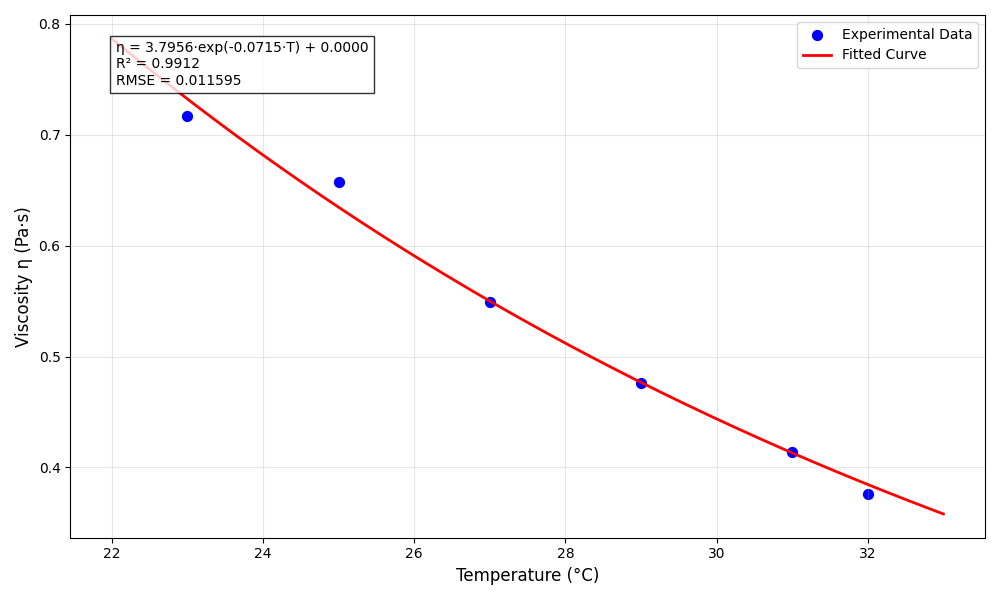 η = 3.7956·exp(-0.0715·T) + 0.0000
R² = 0.9912
RMSE = 0.011595
Experimental Data
Fitted Curve
0.8
0.7
0.6
0.5
0.4
Viscosity η (Pa·s)
22
24
26
28
30
32
Temperature (°C)